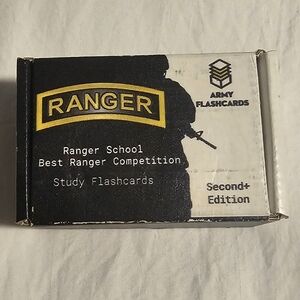 RANGER
Ranger School
Best Ranger Competition
Study Flashcards
ARMY
FLASHCARDS
Second+
Edition